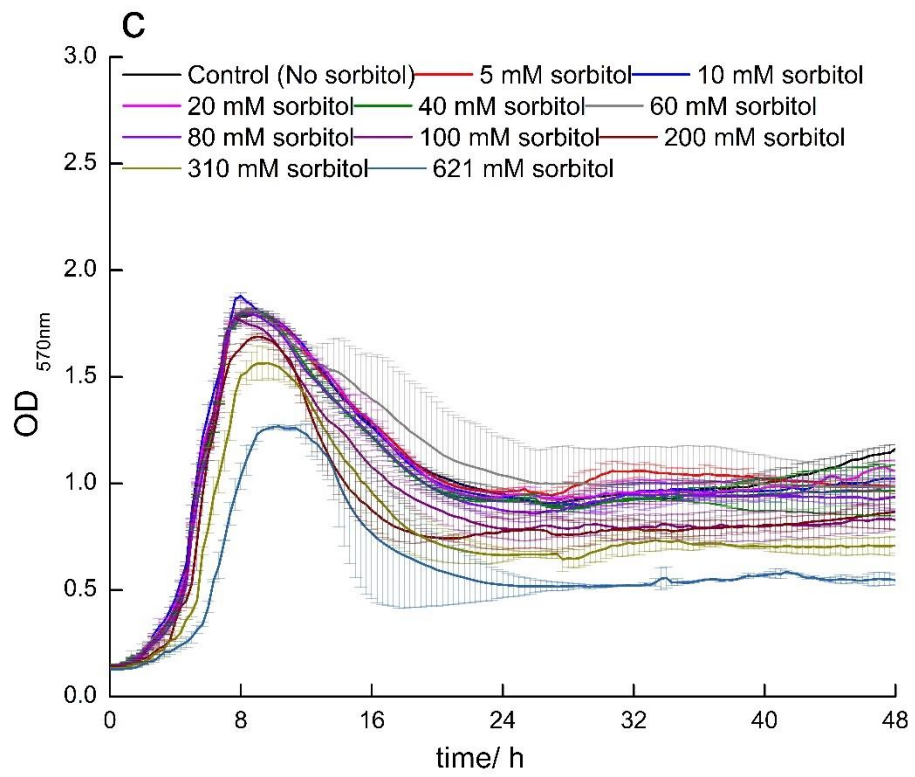 C
Control (No sorbitol) 5 mM sorbitol 10 mM sorbitol
20 mM sorbitol 40 mM sorbitol 60 mM sorbitol
80 mM sorbitol 100 mM sorbitol 200 mM sorbitol
310 mM sorbitol 621 mM sorbitol
3.0
2.5
2.0
1.5
1.0
0.5
0.0
OD 570nm
0 8 16 24 32 40 48
time/ h